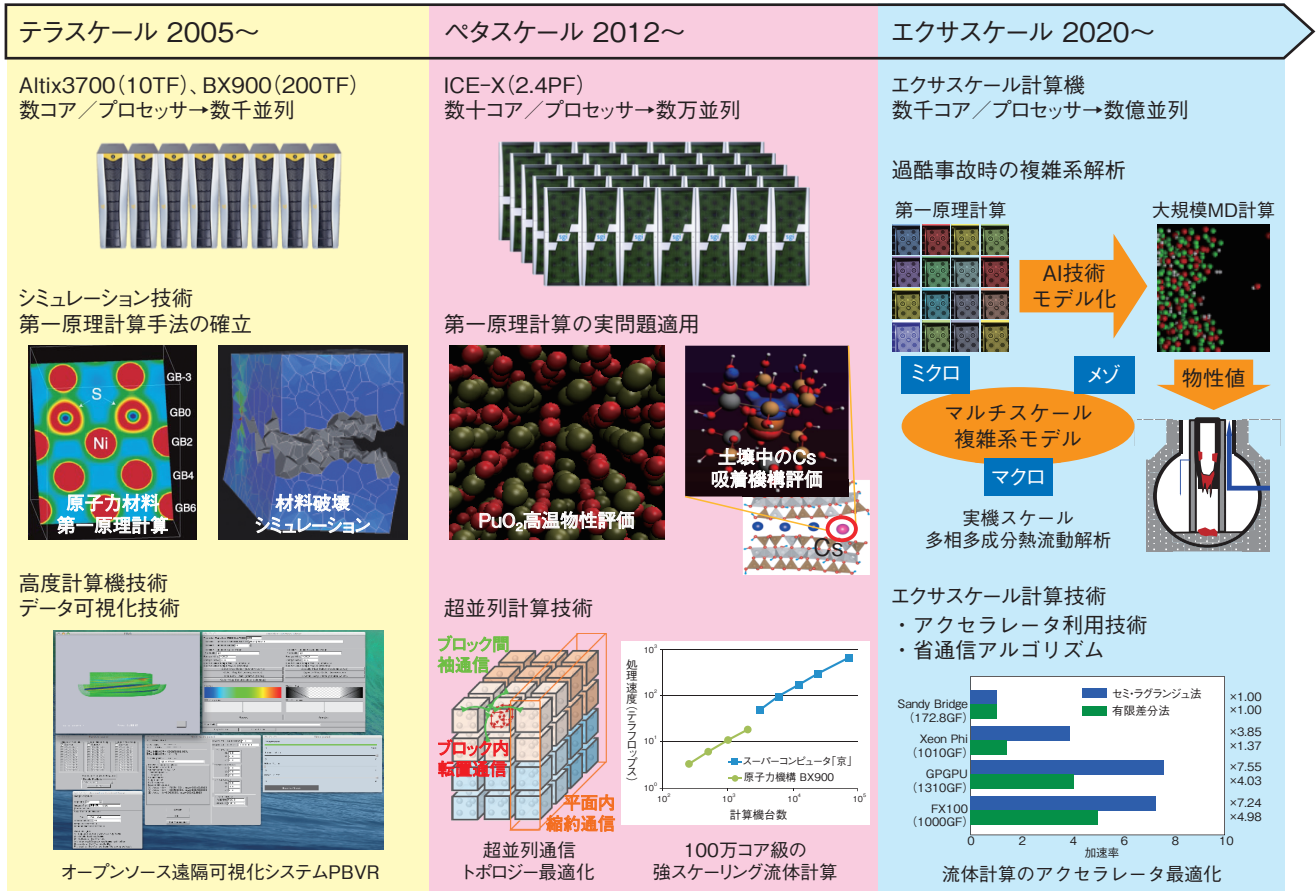 テラスケール 2005～
ペタスケール 2012～
エクサスケール 2020～
Altix3700（10TF）、BX900（200TF）
数コア／プロセッサ→数千並列
シミュレーション技術
第一原理計算手法の確立
GB-3
S
GB0
Ni
GB2
GB4
GB6
原子力材料
第一原理計算
材料破壊
シミュレーション
高度計算機技術
データ可視化技術
オープンソース遠隔可視化システムPBVR
ICE-X（2.4PF）
数十コア／プロセッサ→数万並列
第一原理計算の実問題適用
PuO₂高温物性評価
土壌中のCs
吸着機構評価
Cs
超並列計算技術
ブロック間
袖通信
ブロック内
転置通信
平面内
縮約通信
超並列通信
トポロジー最適化
処理速度（テラフロップス）
10³
10²
10¹
10⁰
スーパーコンピュータ「京」
原子力機構 BX900
10² 10³ 10⁴ 10⁵
計算機台数
100万コア級の
強スケーリング流体計算
エクサスケール計算機
数千コア／プロセッサ→数億並列
過酷事故時の複雑系解析
第一原理計算
大規模MD計算
AI技術
モデル化
ミクロ
メゾ
物性値
マルチスケール
複雑系モデル
マクロ
実機スケール
多相多成分熱流動解析
エクサスケール計算技術
・アクセラレータ利用技術
・省通信アルゴリズム
セミ・ラグランジュ法
有限差分法
Sandy Bridge
（172.8GF）
×1.00
×1.00
Xeon Phi
（1010GF）
×3.85
×1.37
GPGPU
（1310GF）
×7.55
×4.03
FX100
（1000GF）
×7.24
×4.98
0 2 4 6 8 10
加速率
流体計算のアクセラレータ最適化